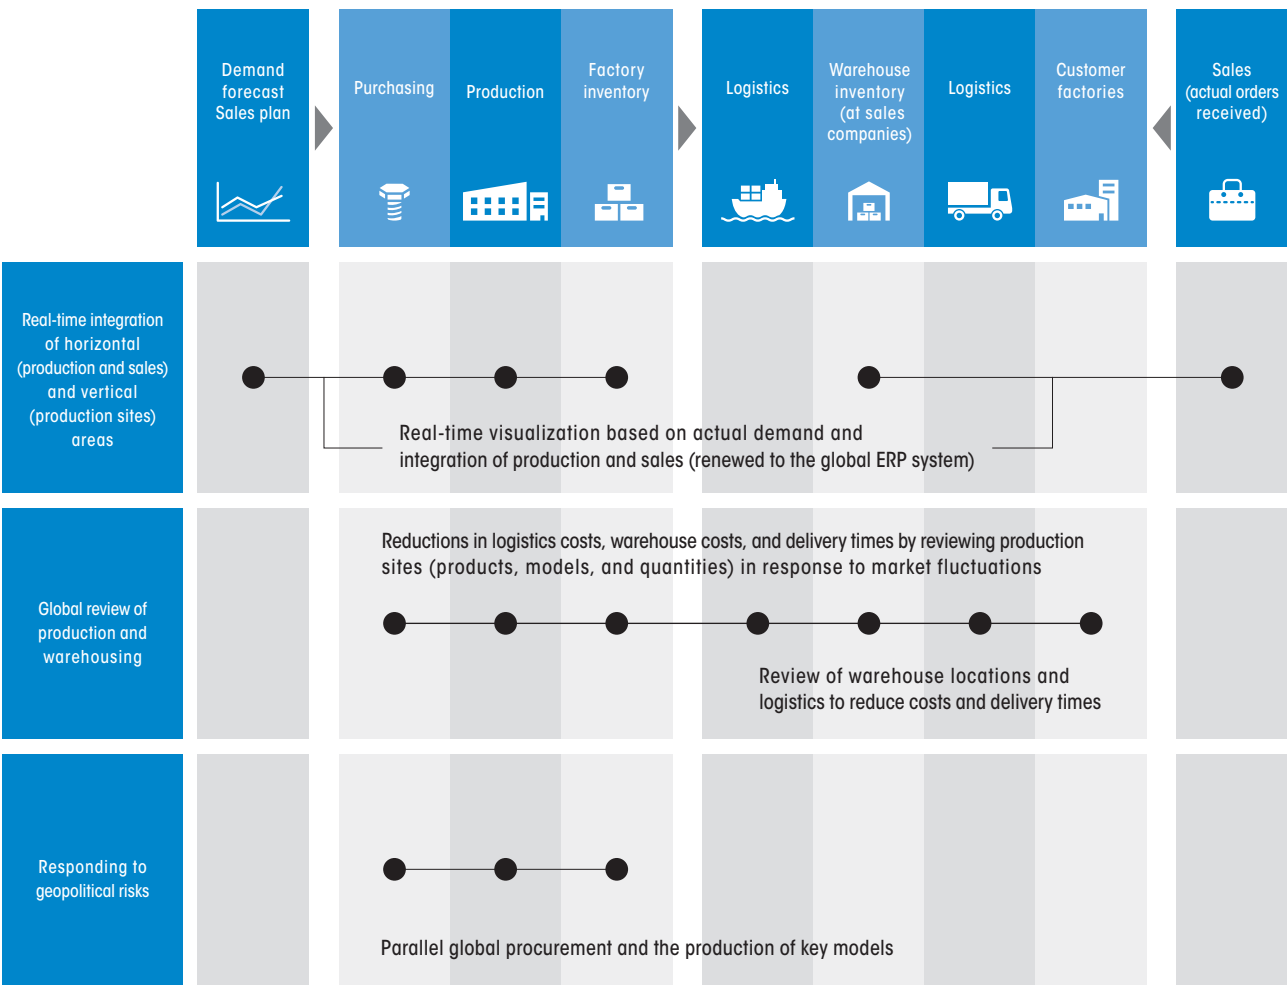 Demand
forecast
Sales plan
Purchasing
Production
Factory
inventory
Logistics
Warehouse
inventory
(at sales
companies)
Logistics
Customer
factories
Sales
(actual orders
received)
Real-time integration
of horizontal
(production and sales)
and vertical
(production sites)
areas
Real-time visualization based on actual demand and
integration of production and sales (renewed to the global ERP system)
Global review of
production and
warehousing
Reductions in logistics costs, warehouse costs, and delivery times by reviewing production
sites (products, models, and quantities) in response to market fluctuations
Review of warehouse locations and
logistics to reduce costs and delivery times
Responding to
geopolitical risks
Parallel global procurement and the production of key models